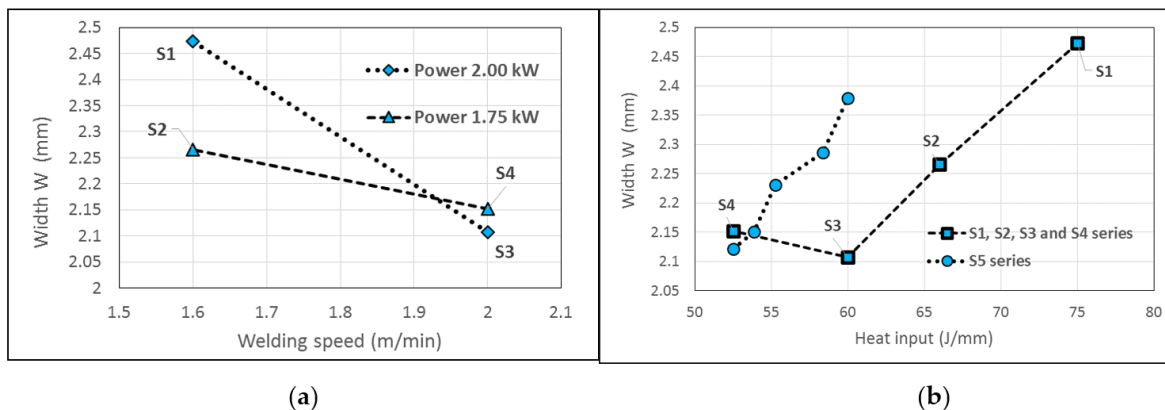 2.5
2.45
2.4
2.35
2.3
2.25
2.2
2.15
2.1
2.05
2
1.5 1.6 1.7 1.8 1.9 2 2.1
Width W (mm)
Welding speed (m/min)
S1
S2
S4
S3
Power 2.00 kW
Power 1.75 kW
(a)
2.5
2.45
2.4
2.35
2.3
2.25
2.2
2.15
2.1
2.05
50 55 60 65 70 75 80
Width W (mm)
Heat input (J/mm)
S1
S2
S4
S3
S1, S2, S3 and S4 series
S5 series
(b)